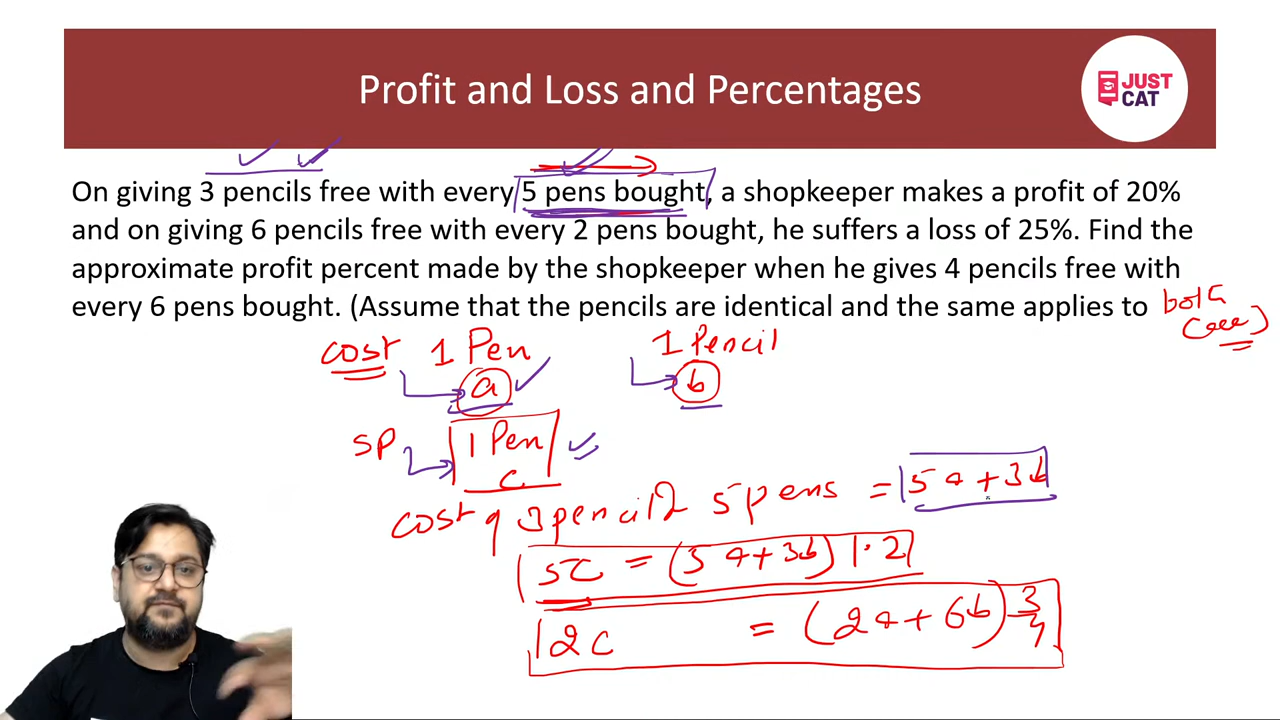 Profit and Loss and Percentages
JUST
CAT
On giving 3 pencils free with every 5 pens bought, a shopkeeper makes a profit of 20%
and on giving 6 pencils free with every 2 pens bought, he suffers a loss of 25%. Find the
approximate profit percent made by the shopkeeper when he gives 4 pencils free with
every 6 pens bought. (Assume that the pencils are identical and the same applies to both
case)
cost 1 Pen 1 Pencil
a b
SP 1 Pen
c
cost of 3 pencil 2 5 pens = 5a+3b
5c = (5a+3b) 1.2
2c = (2a+6b) 3/4